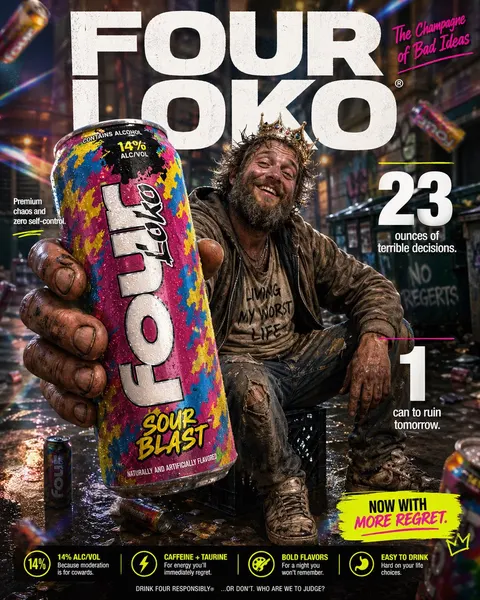 FOUR
LOKO®
The Champagne
of Bad Ideas
CONTAINS ALCOHOL
14%
ALC/VOL
Premium
chaos and
zero self-control.
23
ounces of
terrible decisions.
NO
REGERTS
LIVING
MY WORST
LIFE
four
Loko
SOUR
BLAST
NATURALLY AND ARTIFICIALLY FLAVORED
1
can to ruin
tomorrow.
NOW WITH
MORE REGRET.
14%
14% ALC/VOL
Because moderation
is for cowards.
CAFFEINE + TAURINE
For energy you'll
immediately regret.
BOLD FLAVORS
For a night you
won't remember.
EASY TO DRINK
Hard on your life
choices.
DRINK FOUR RESPONSIBLY® ...OR DON'T. WHO ARE WE TO JUDGE?